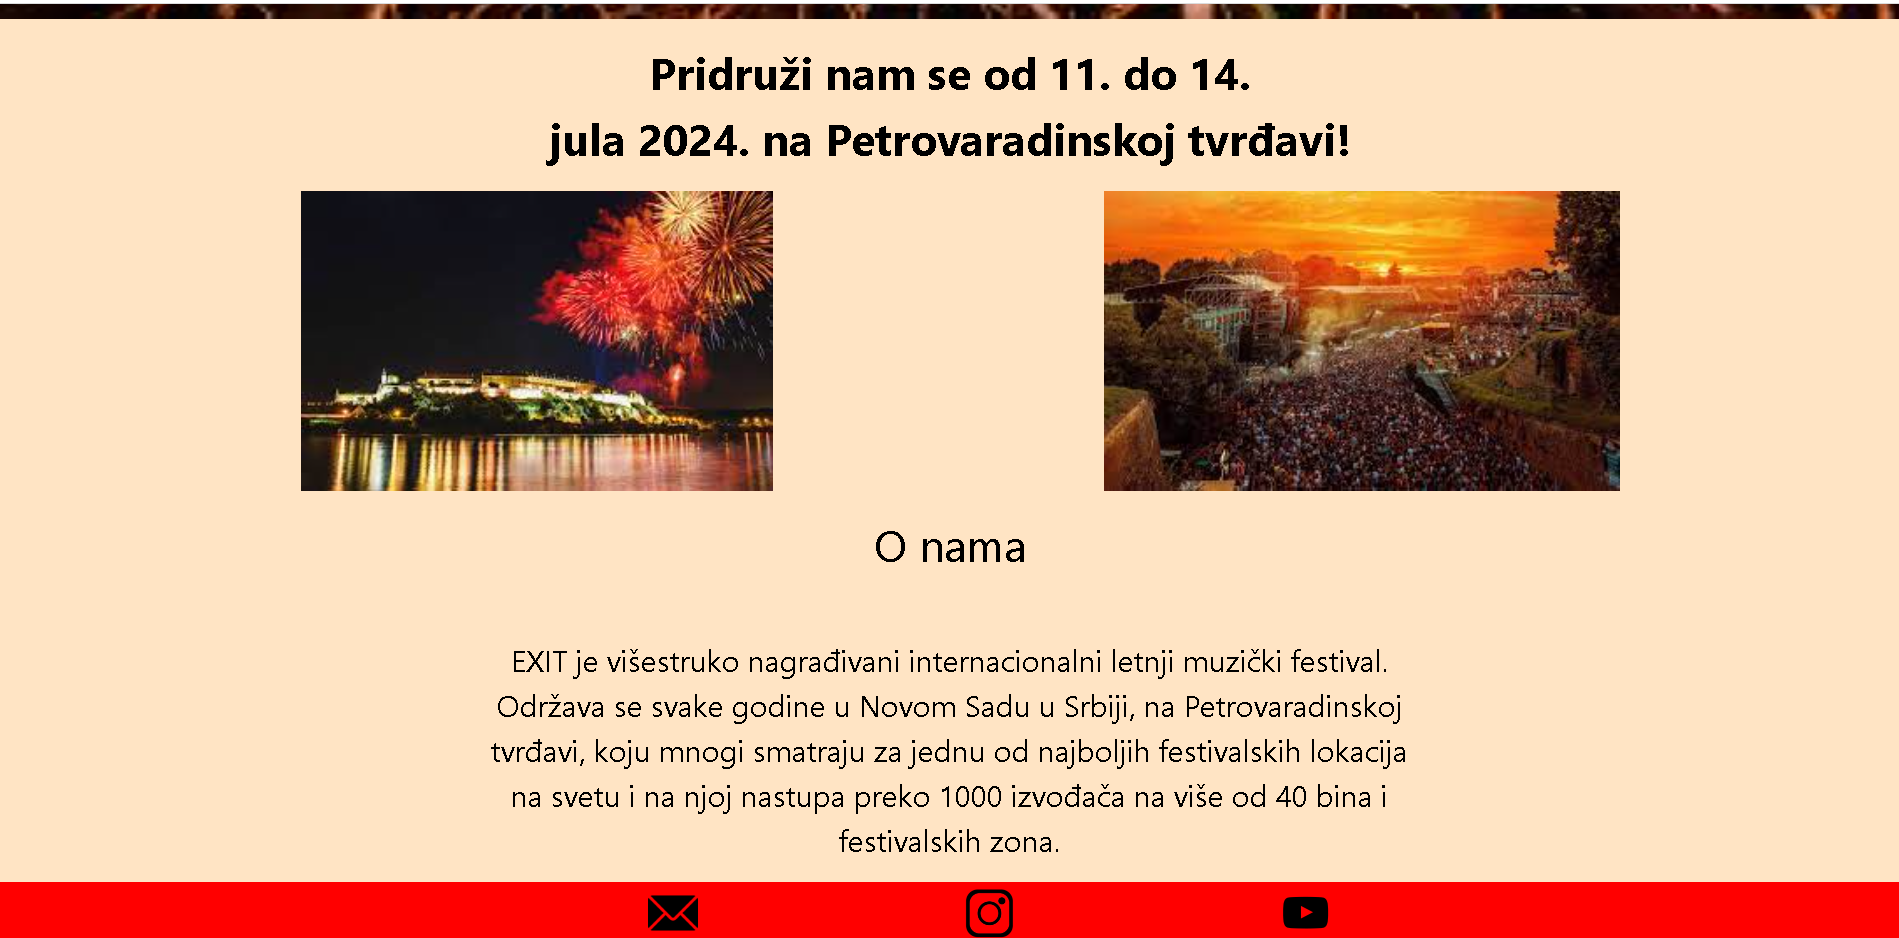 Pridruži nam se od 11. do 14.
jula 2024. na Petrovaradinskoj tvrđavi!
O nama
EXIT je višestruko nagrađivani internacionalni letnji muzički festival.
Održava se svake godine u Novom Sadu u Srbiji, na Petrovaradinskoj
tvrđavi, koju mnogi smatraju za jednu od najboljih festivalskih lokacija
na svetu i na njoj nastupa preko 1000 izvođača na više od 40 bina i
festivalskih zona.